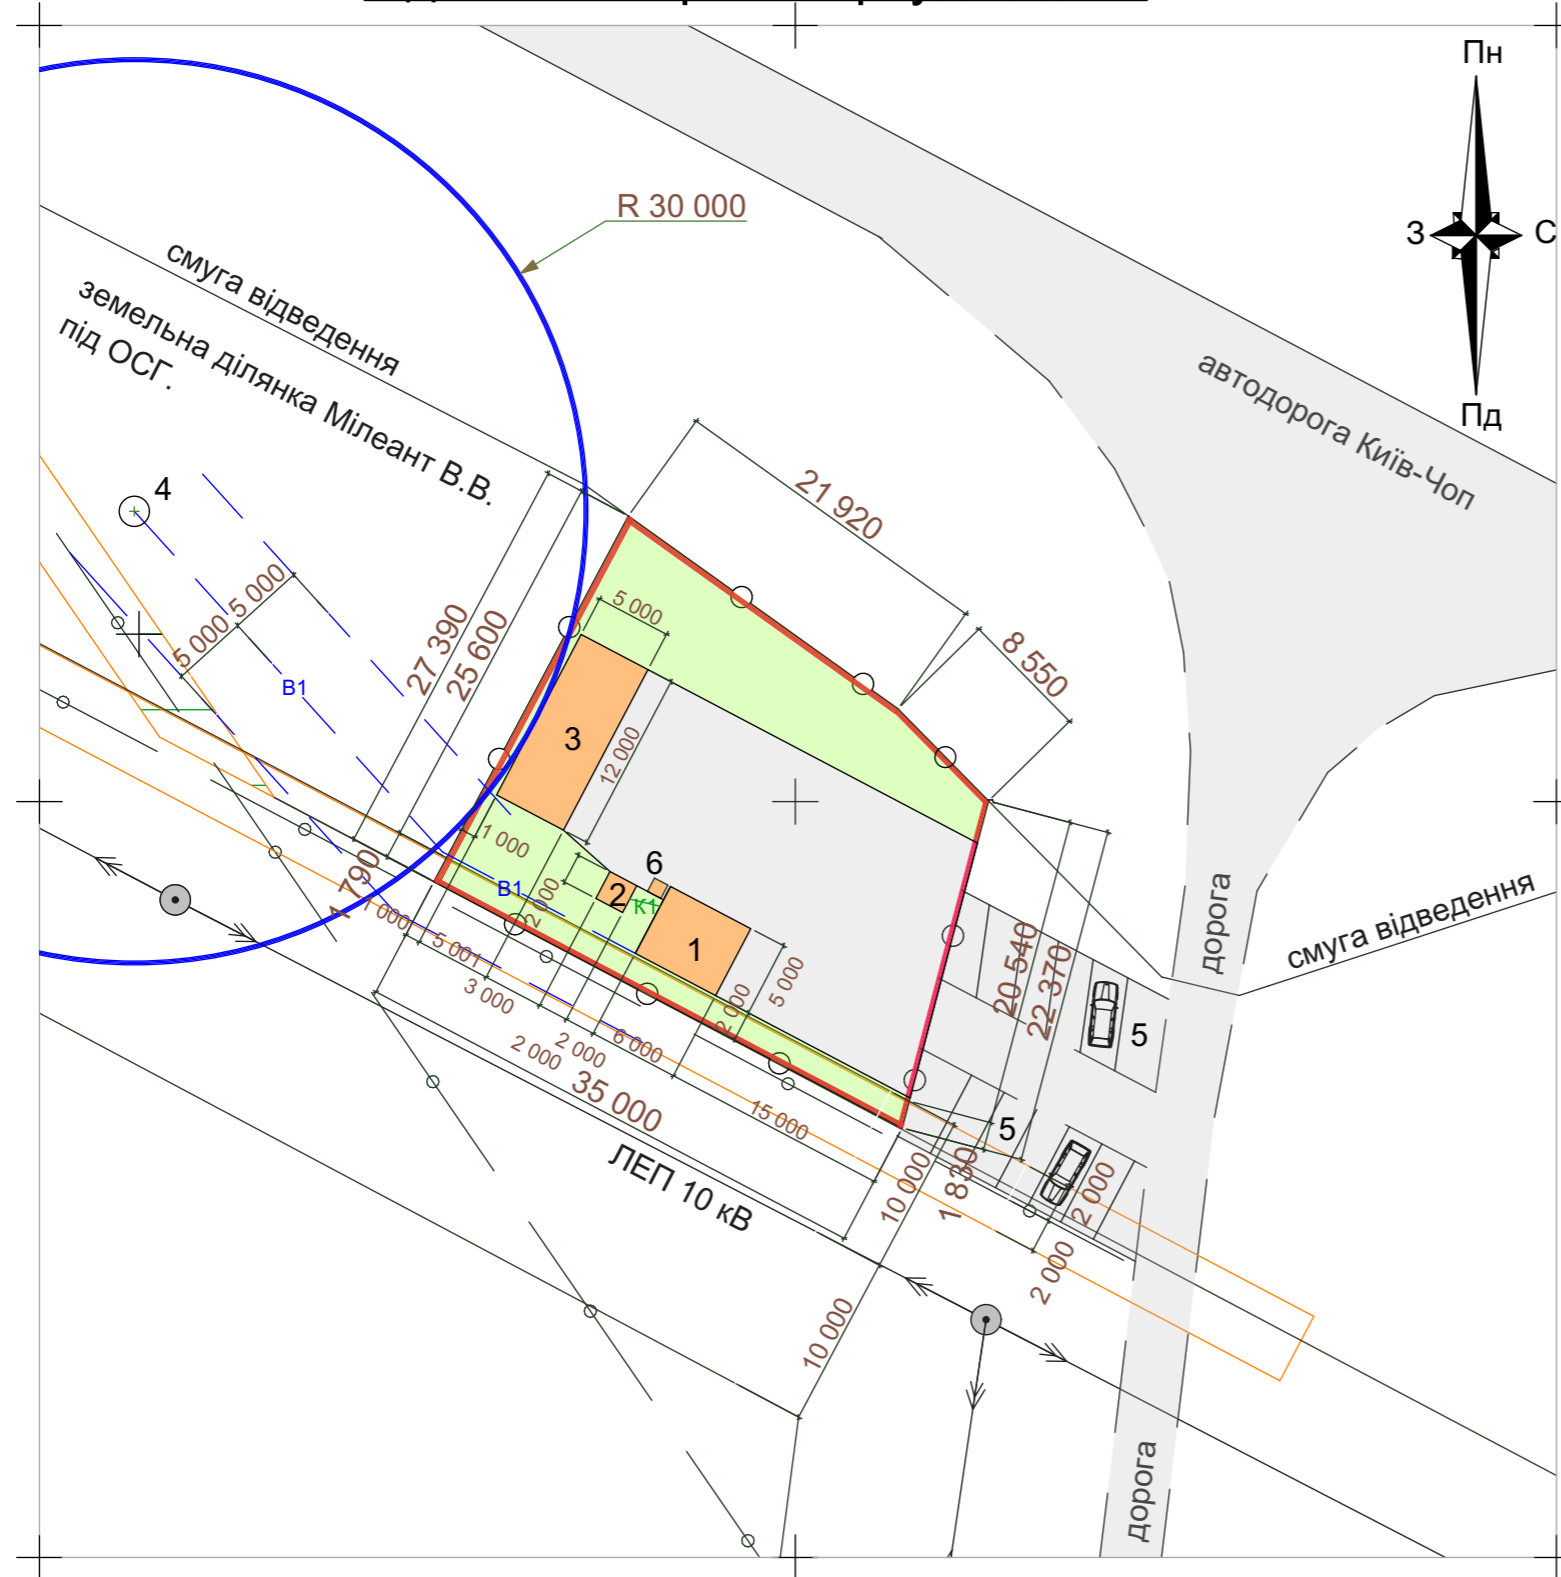 Пн
З
С
Пд
R 30 000
смуга відведення
земельна ділянка Мілеант В.В.
під ОСГ.
автодорога Київ-Чоп
4
21 920
8 550
5 000
5 000
5 000
27 390
25 600
В1
3
12 000
1 000
6
2
К1
1
В1
2 000
5 000
2 000
1 790
1 000
5 001
3 000
2 000
2 000
6 000
35 000
15 000
ЛЕП 10 кВ
20 540
22 370
5
5
дорога
смуга відведення
10 000
1 830
2 000
2 000
10 000
дорога